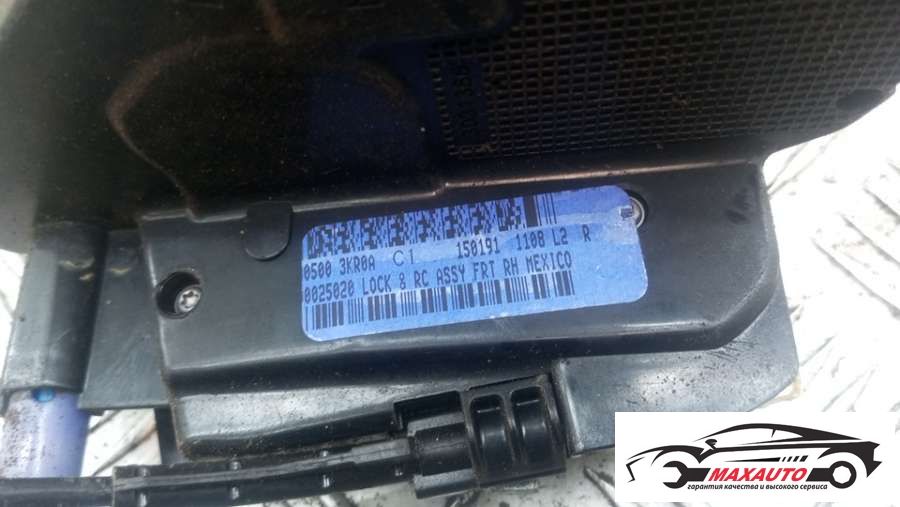 0500 3KR0A C1 150191 1108 L2 R
0025020 LOCK & RC ASSY FRT RH MEXICO
MAXAUTO
гарантия качества и высокого сервиса